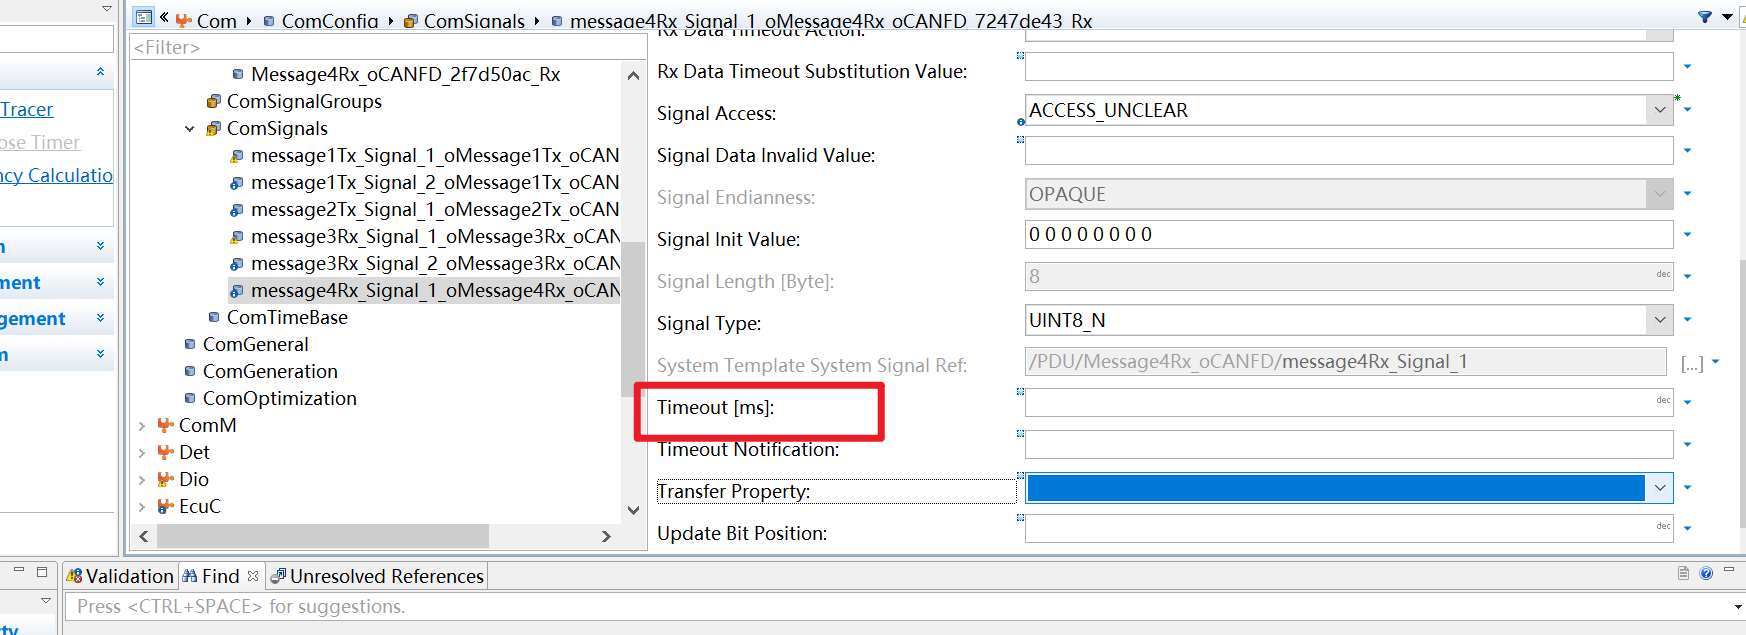 « Com ComConfig ComSignals message4Rx_Signal_1_oMessage4Rx_oCANFD_7247de43_Rx
<Filter>
Message4Rx_oCANFD_2f7d50ac_Rx
ComSignalGroups
ComSignals
message1Tx_Signal_1_oMessage1Tx_oCAN
message1Tx_Signal_2_oMessage1Tx_oCAN
message2Tx_Signal_1_oMessage2Tx_oCAN
message3Rx_Signal_1_oMessage3Rx_oCAN
message3Rx_Signal_2_oMessage3Rx_oCAN
message4Rx_Signal_1_oMessage4Rx_oCAN
ComTimeBase
ComGeneral
ComGeneration
ComOptimization
ComM
Det
Dio
EcuC
Tracer
ose Timer
ncy Calculatio
n
ment
gement
m
Rx Data Timeout Action:
Rx Data Timeout Substitution Value:
Signal Access: ACCESS_UNCLEAR
Signal Data Invalid Value:
Signal Endianness: OPAQUE
Signal Init Value: 0 0 0 0 0 0 0 0
Signal Length [Byte]: 8 dec
Signal Type: UINT8_N
System Template System Signal Ref: /PDU/Message4Rx_oCANFD/message4Rx_Signal_1 [...]
Timeout [ms]: dec
Timeout Notification:
Transfer Property:
Update Bit Position: dec
Validation Find Unresolved References
Press <CTRL+SPACE> for suggestions.
rty